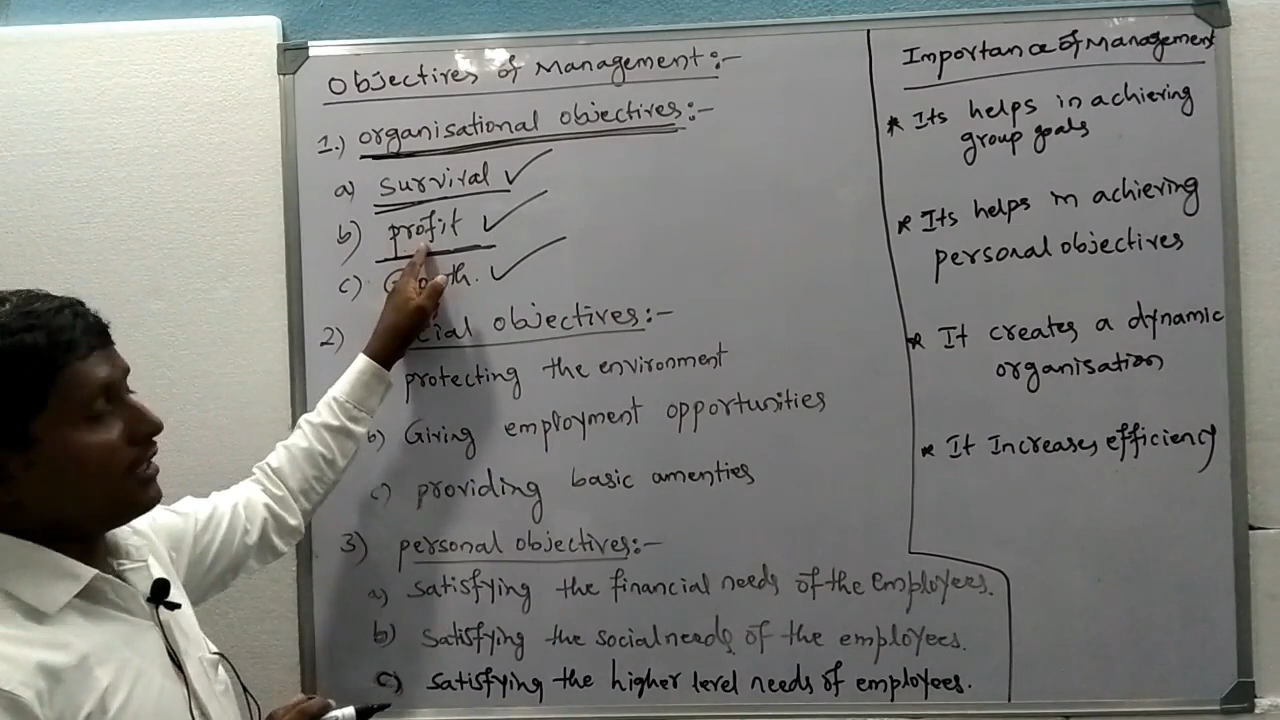 Objectives of Management:-
1.) organisational objectives:-
a) survival ✓
b) profit ✓
c) ✓
2) objectives:-
protecting the environment
b) Giving employment opportunities
c) providing basic amenties
3) personal objectives:-
a) satisfying the financial needs of the employees.
b) satisfying the social needs of the employees.
c) satisfying the higher level needs of employees.
Importance of Management
* Its helps in achieving
group goals
* Its helps in achieving
personal objectives
* It creates a dynamic
organisation
* It Increases efficiency